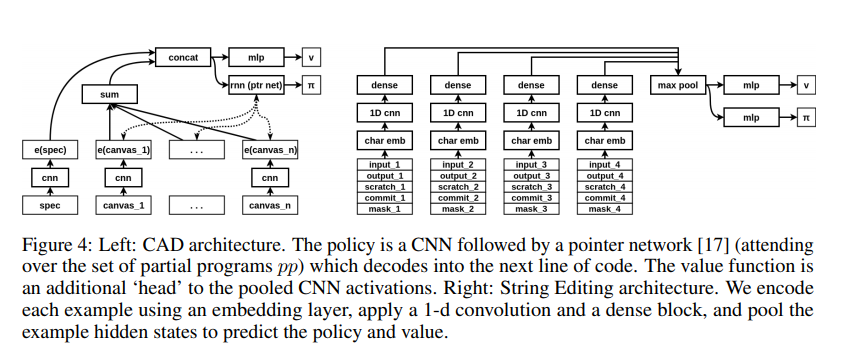 concat mlp v
rnn (ptr net) π
sum
e(spec) e(canvas_1) ... e(canvas_n)
cnn cnn cnn
spec canvas_1 ... canvas_n
dense dense dense dense max pool mlp v
1D cnn 1D cnn 1D cnn 1D cnn mlp π
char emb char emb char emb char emb
input_1 input_2 input_3 input_4
output_1 output_2 output_3 output_4
scratch_1 scratch_2 scratch_3 scratch_4
commit_1 commit_2 commit_3 commit_4
mask_1 mask_2 mask_3 mask_4
Figure 4: Left: CAD architecture. The policy is a CNN followed by a pointer network [17] (attending
over the set of partial programs pp) which decodes into the next line of code. The value function is
an additional ‘head’ to the pooled CNN activations. Right: String Editing architecture. We encode
each example using an embedding layer, apply a 1-d convolution and a dense block, and pool the
example hidden states to predict the policy and value.